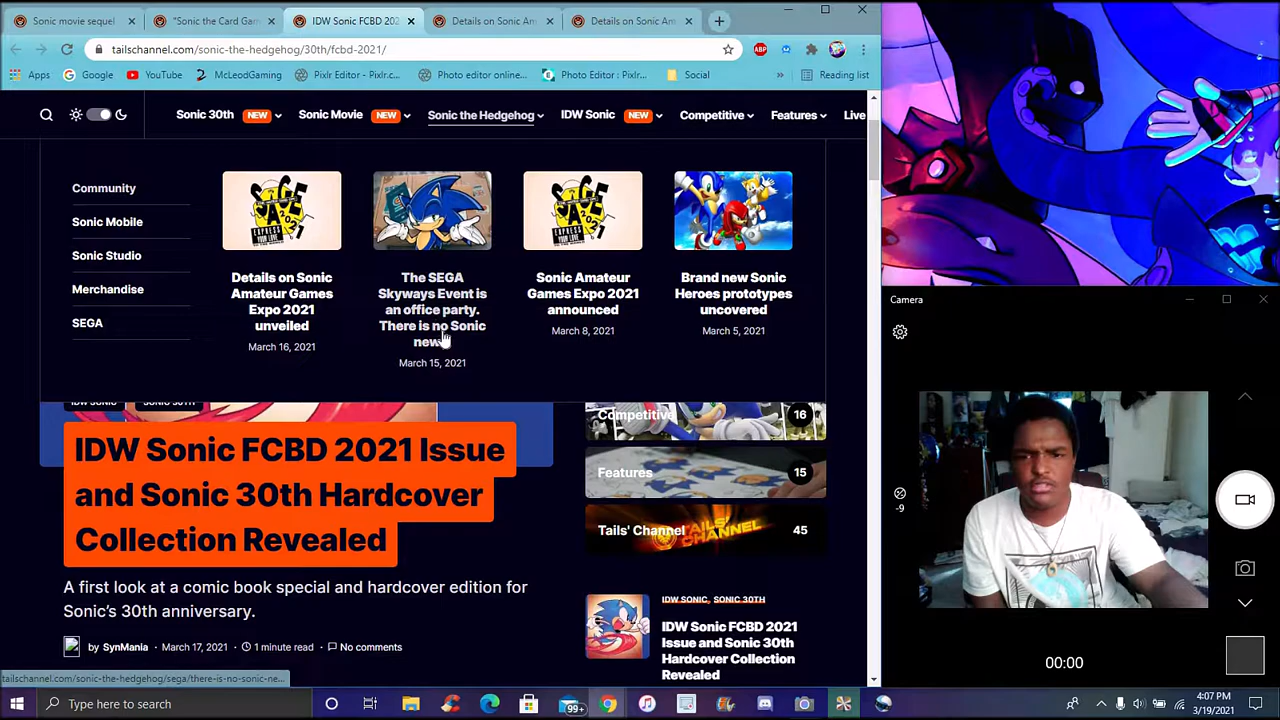 Sonic movie sequel
"Sonic the Card Gam
IDW Sonic FCBD 202
Details on Sonic Am
Details on Sonic Am
tailschannel.com/sonic-the-hedgehog/30th/fcbd-2021/
ABP
Apps
Google
YouTube
McLeodGaming
Pixlr Editor - Pixlr.c...
Photo editor online...
Photo Editor : Pixlr...
Social
»
Reading list
Sonic 30th NEW
Sonic Movie NEW
Sonic the Hedgehog
IDW Sonic NEW
Competitive
Features
Live
Community
Sonic Mobile
Sonic Studio
Merchandise
SEGA
Details on Sonic
Amateur Games
Expo 2021
unveiled
March 16, 2021
The SEGA
Skyways Event is
an office party.
There is no Sonic
news
March 15, 2021
Sonic Amateur
Games Expo 2021
announced
March 8, 2021
Brand new Sonic
Heroes prototypes
uncovered
March 5, 2021
IDW SONIC
SONIC 30TH
IDW Sonic FCBD 2021 Issue
and Sonic 30th Hardcover
Collection Revealed
A first look at a comic book special and hardcover edition for
Sonic's 30th anniversary.
by SynMania · March 17, 2021 · 1 minute read · No comments
Competitive 16
Features 15
Tails' Channel 45
IDW SONIC, SONIC 30TH
IDW Sonic FCBD 2021
Issue and Sonic 30th
Hardcover Collection
Revealed
tailschannel.com/sonic-the-hedgehog/sega/there-is-no-sonic-ne...
Camera
-9
00:00
Type here to search
99+
4:07 PM
3/19/2021